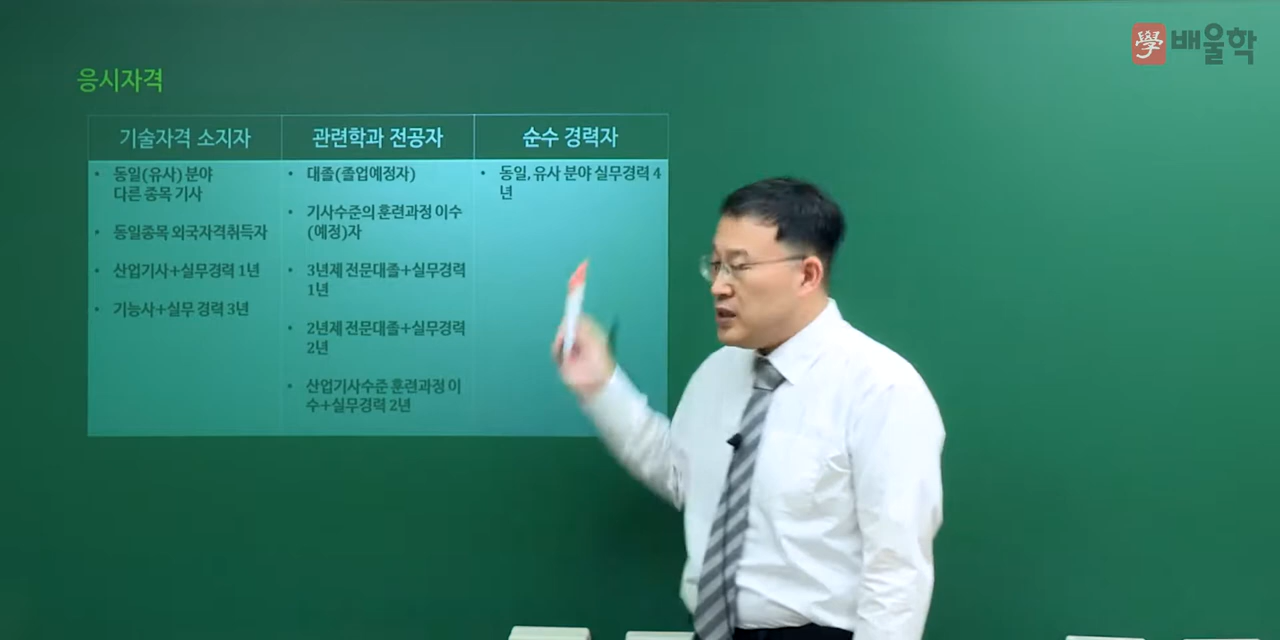 學 배울학
응시자격
기술자격 소지자
동일(유사) 분야
다른 종목 기사
동일종목 외국자격취득자
산업기사+실무경력 1년
기능사+실무 경력 3년
관련학과 전공자
대졸(졸업예정자)
기사수준의 훈련과정 이수
(예정)자
3년제 전문대졸+실무경력
1년
2년제 전문대졸+실무경력
2년
산업기사수준 훈련과정 이
수+실무경력 2년
순수 경력자
동일, 유사 분야 실무경력 4
년